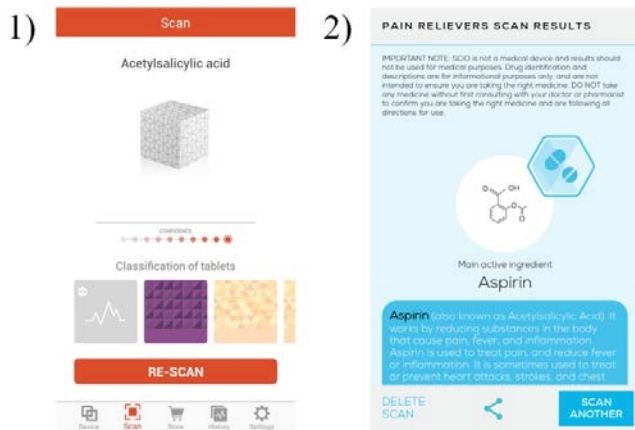 1)
Scan
Acetylsalicylic acid
CONFIDENCE
Classification of tablets
RE-SCAN
Device
Scan
Store
History
Settings
2)
PAIN RELIEVERS SCAN RESULTS
IMPORTANT NOTE: SCIO is not a medical device and results should
not be used for medical purposes. Drug identification and
descriptions are for informational purposes only, and are not
intended to ensure you are taking the right medicine. DO NOT take
any medicine without first consulting with your doctor or pharmacist
to confirm you are taking the right medicine and are following all
directions for use.
O
OH
O
O
Main active ingredient
Aspirin
Aspirin (also known as Acetylsalicylic Acid). It
works by reducing substances in the body
that cause pain, fever, and inflammation.
Aspirin is used to treat pain, and reduce fever
or inflammation. It is sometimes used to treat
or prevent heart attacks, strokes, and chest
DELETE
SCAN
SCAN
ANOTHER